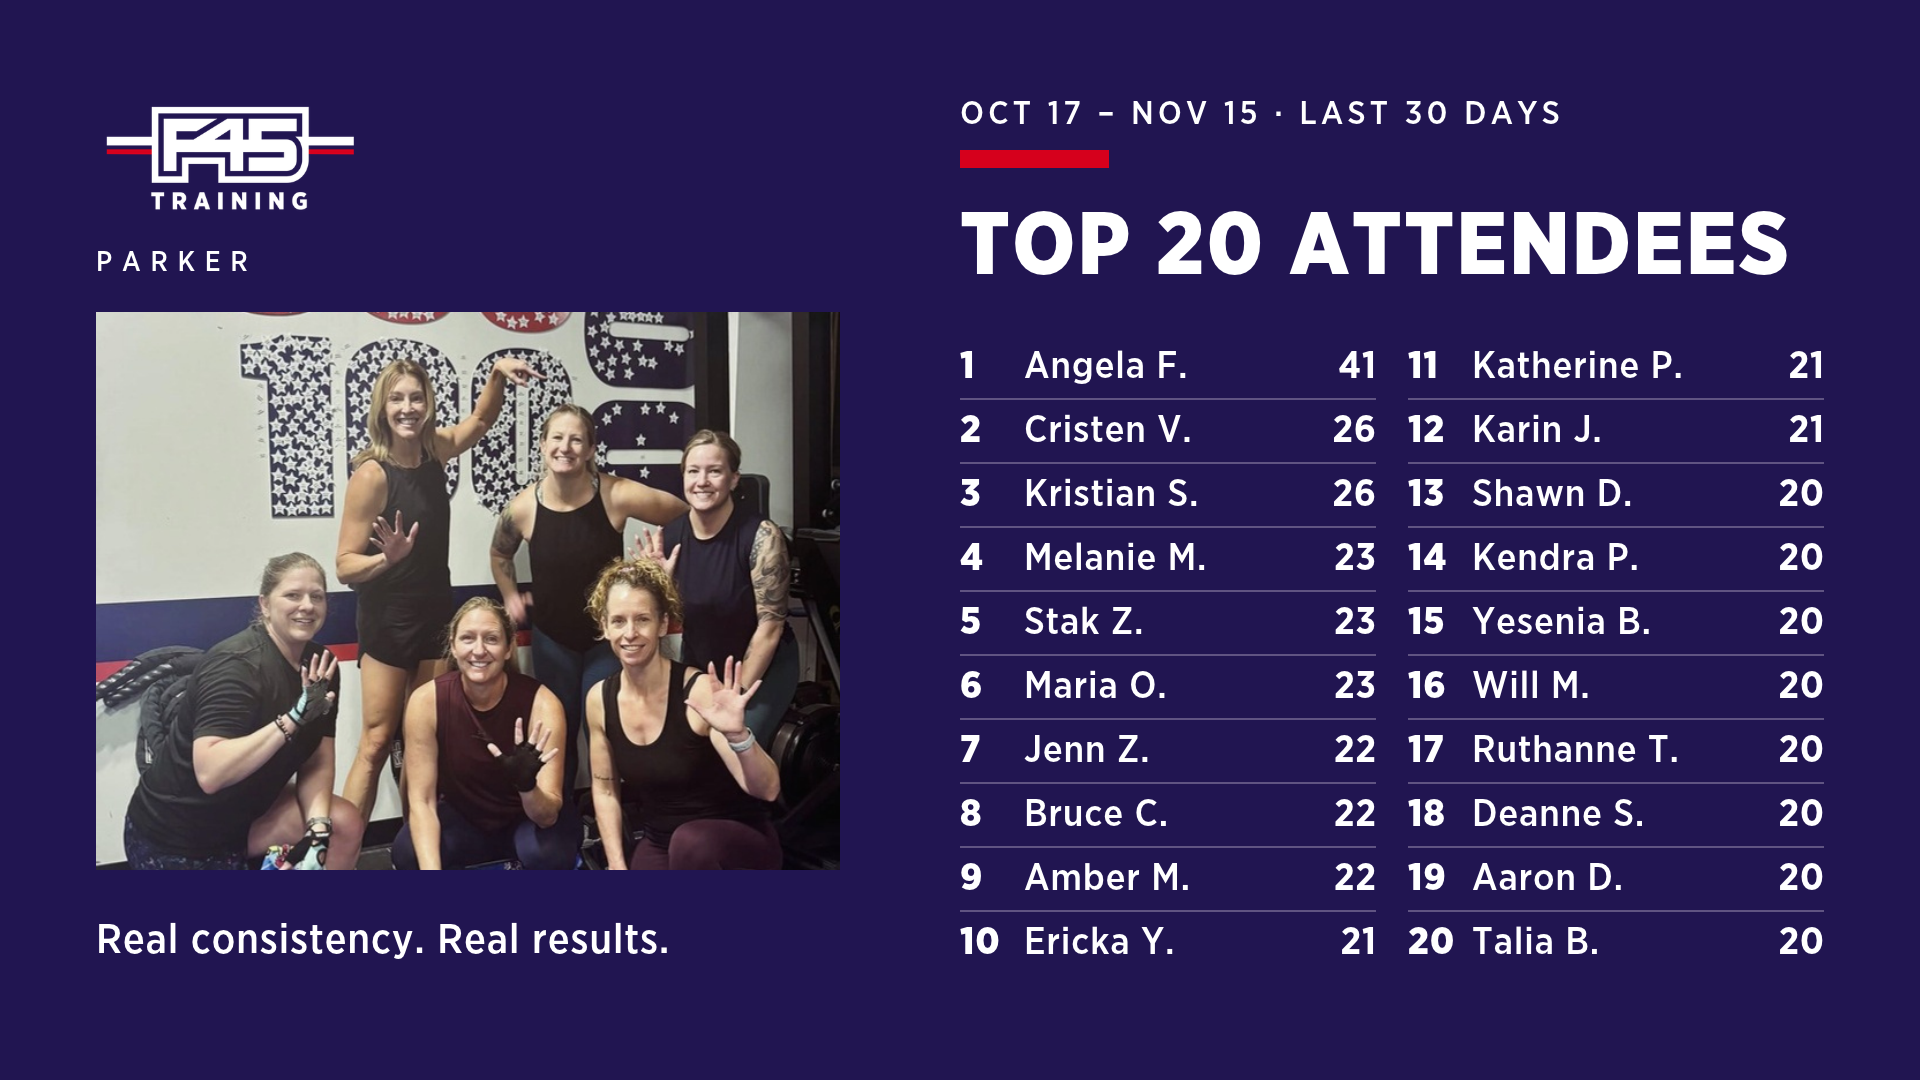 F45
TRAINING
PARKER
100
Real consistency. Real results.
OCT 17 – NOV 15 · LAST 30 DAYS
TOP 20 ATTENDEES
1 Angela F. 41
2 Cristen V. 26
3 Kristian S. 26
4 Melanie M. 23
5 Stak Z. 23
6 Maria O. 23
7 Jenn Z. 22
8 Bruce C. 22
9 Amber M. 22
10 Ericka Y. 21
11 Katherine P. 21
12 Karin J. 21
13 Shawn D. 20
14 Kendra P. 20
15 Yesenia B. 20
16 Will M. 20
17 Ruthanne T. 20
18 Deanne S. 20
19 Aaron D. 20
20 Talia B. 20